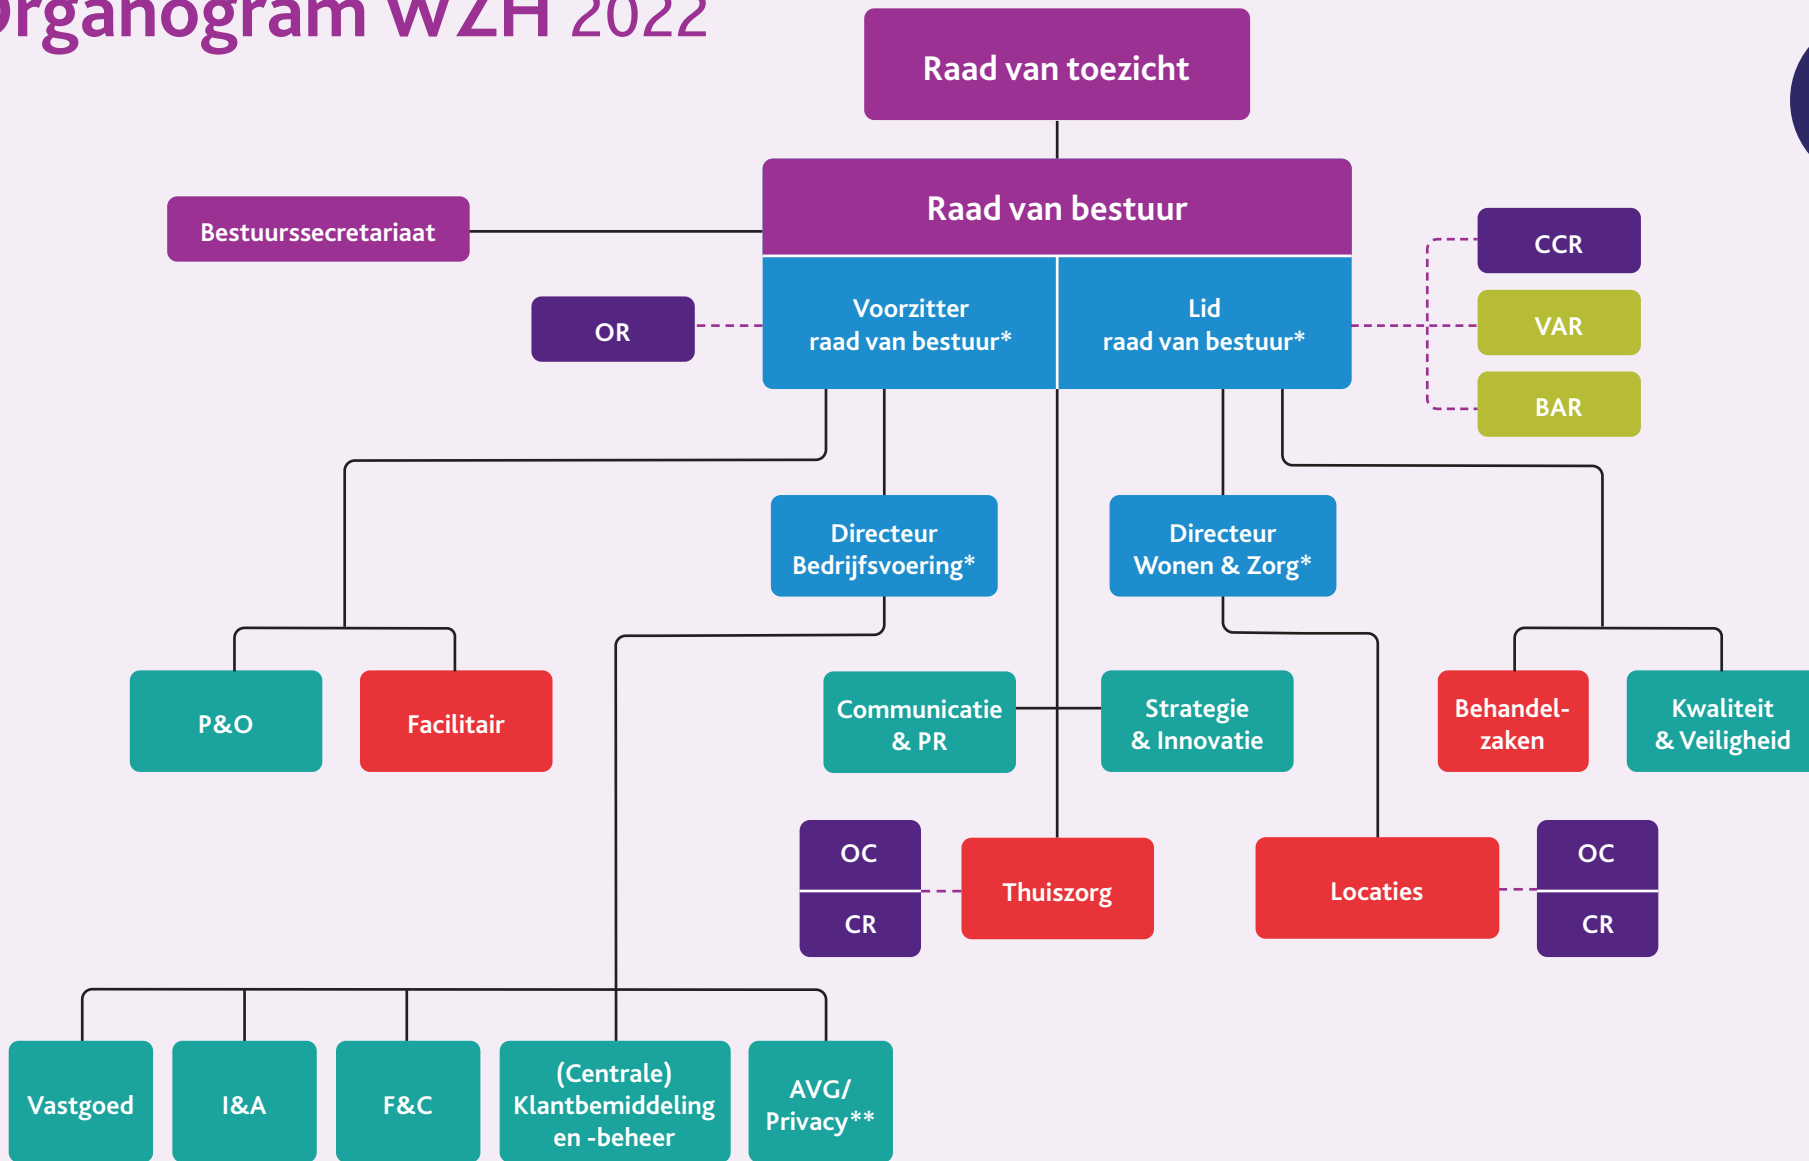 Organogram WZH 2022
Raad van toezicht
Raad van bestuur
Bestuurssecretariaat
Voorzitter
raad van bestuur*
Lid
raad van bestuur*
OR
CCR
VAR
BAR
Directeur
Bedrijfsvoering*
Directeur
Wonen & Zorg*
P&O
Facilitair
Communicatie
& PR
Strategie
& Innovatie
Behandel-
zaken
Kwaliteit
& Veiligheid
OC
CR
Thuiszorg
Locaties
OC
CR
Vastgoed
I&A
F&C
(Centrale)
Klantbemiddeling
en -beheer
AVG/
Privacy**